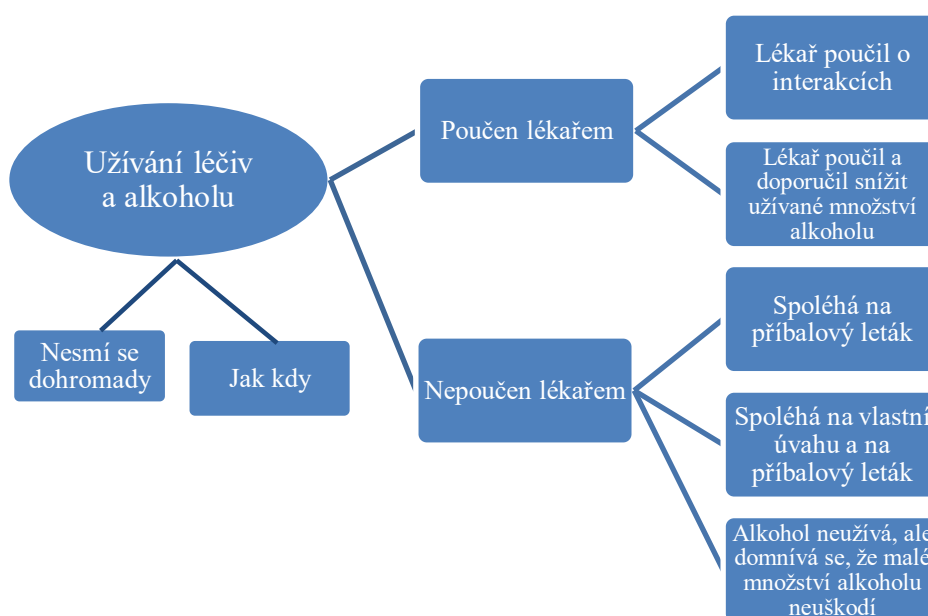 Užívání léčiv
a alkoholu
Nesmí se
dohromady
Jak kdy
Poučen lékařem
Nepoučen lékařem
Lékař poučil o
interakcích
Lékař poučil a
doporučil snížit
užívané množství
alkoholu
Spoléhá na
příbalový leták
Spoléhá na vlastní
úvahu a na
příbalový leták
Alkohol neužívá, ale
domnívá se, že malé
množství alkoholu
neuškodí